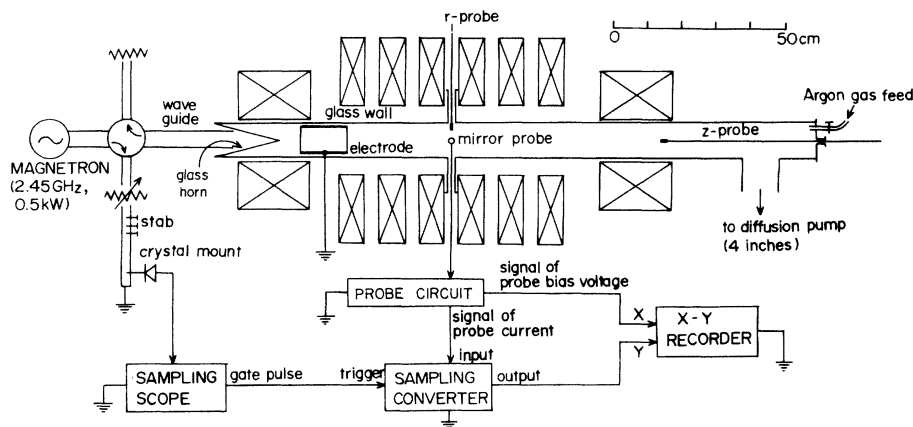 r-probe
0
50cm
wave
guide
glass wall
Argon gas feed
z-probe
mirror probe
electrode
MAGNETRON
(2.45GHz,
0.5kW)
glass
horn
stab
crystal mount
to diffusion pump
(4 inches)
signal of
probe bias voltage
PROBE CIRCUIT
signal of
probe current
X
Y
X-Y
RECORDER
input
SAMPLING
SCOPE
gate pulse
trigger
SAMPLING
CONVERTER
output